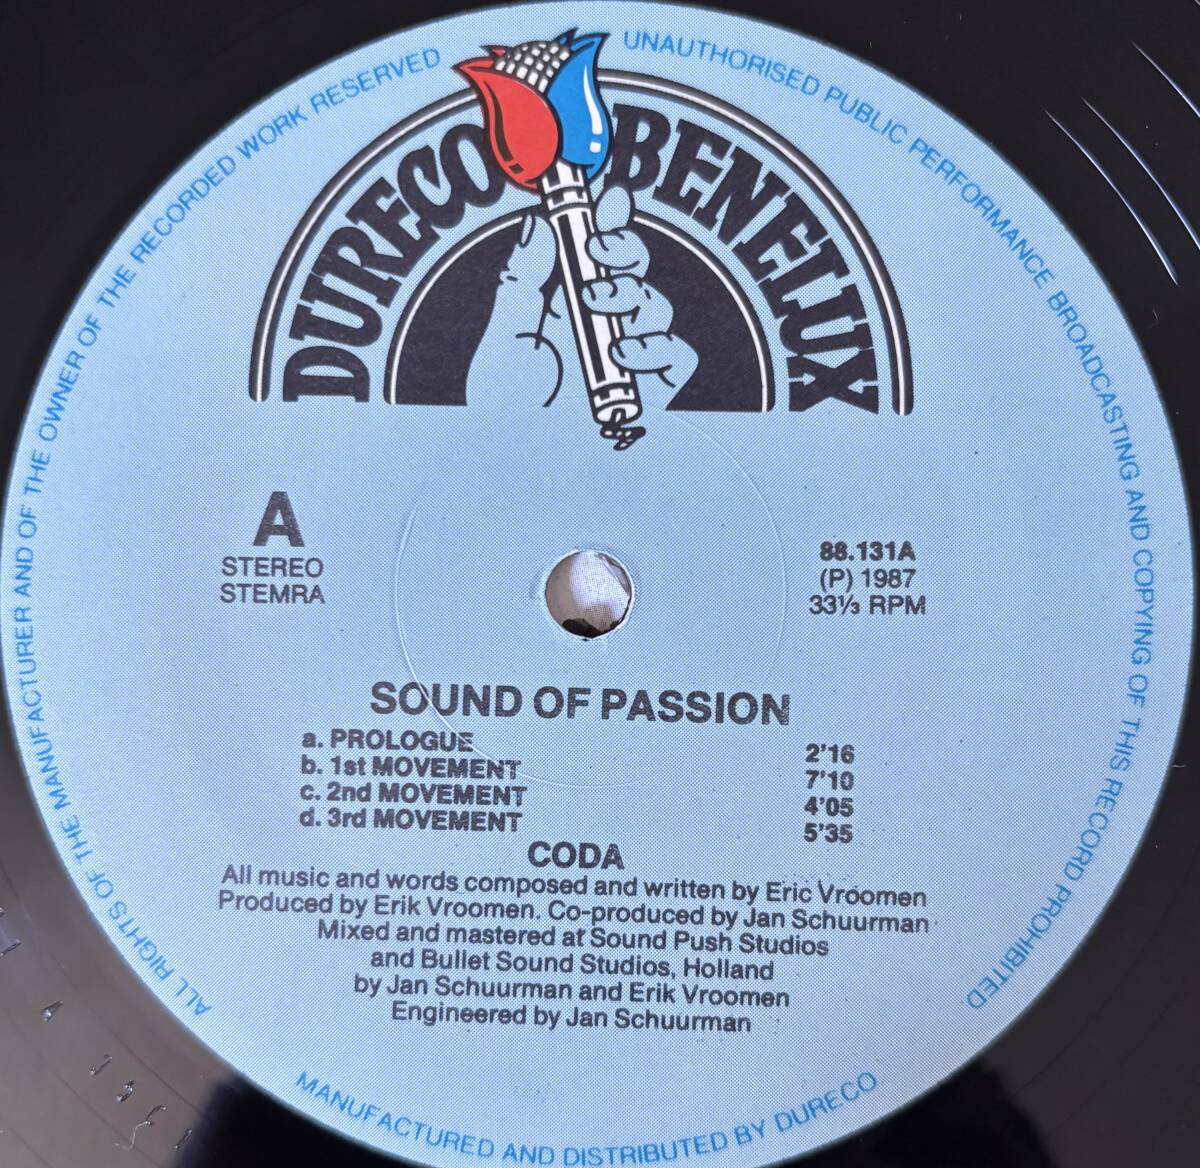 ALL RIGHTS OF THE MANUFACTURER AND OF THE OWNER OF THE RECORDED WORK RESERVED
UNAUTHORISED PUBLIC PERFORMANCE BROADCASTING AND COPYING OF THIS RECORD PROHIBITED
DURECO BENELUX
A
STEREO
STEMRA
88.131A
(P) 1987
33⅓ RPM
SOUND OF PASSION
a. PROLOGUE 2'16
b. 1st MOVEMENT 7'10
c. 2nd MOVEMENT 4'05
d. 3rd MOVEMENT 5'35
CODA
All music and words composed and written by Eric Vroomen
Produced by Erik Vroomen. Co-produced by Jan Schuurman
Mixed and mastered at Sound Push Studios
and Bullet Sound Studios, Holland
by Jan Schuurman and Erik Vroomen
Engineered by Jan Schuurman
MANUFACTURED AND DISTRIBUTED BY DURECO